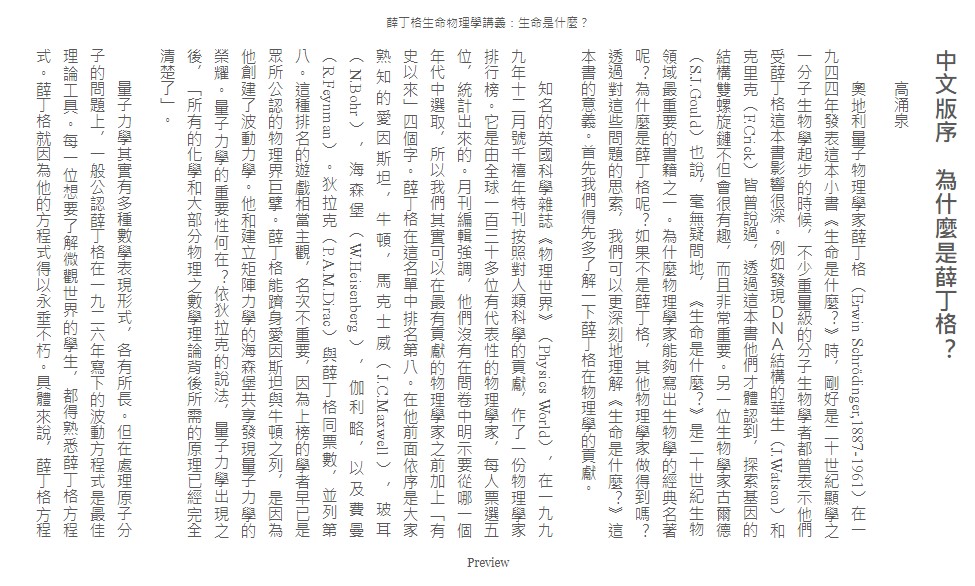 薛丁格生命物理學講義：生命是什麼？
中文版序　為什麼是薛丁格？
高涌泉
奧地利量子物理學家薛丁格（Erwin Schrödinger,1887-1961）在一
九四四年發表這本小書《生命是什麼？》時，剛好是二十世紀顯學之
一分子生物學起步的時候，不少重量級的分子生物學者都曾表示他們
受薛丁格這本書影響很深。例如發現ＤＮＡ結構的華生（J.Watson）和
克里克（F.Crick）皆曾說過，透過這本書他們才體認到，探索基因的
結構雙螺旋鏈不但會很有趣，而且非常重要。另一位生物學家古爾德
（S.J.Gould）也說，毫無疑問地，《生命是什麼？》是二十世紀生物
領域最重要的書籍之一。為什麼物理學家能夠寫出生物學的經典名著
呢？為什麼是薛丁格呢？如果不是薛丁格，其他物理學家做得到嗎？
透過對這些問題的思索，我們可以更深刻地理解《生命是什麼？》這
本書的意義。首先我們得先多了解一下薛丁格在物理學的貢獻。
知名的英國科學雜誌《物理世界》（Physics World），在一九九
九年十二月號千禧年特刊按照對人類科學的貢獻，作了一份物理學家
排行榜。它是由全球一百三十多位有代表性的物理學家，每人票選五
位，統計出來的。月刊編輯強調，他們沒有在問卷中明示要從哪一個
年代中選取，所以我們其實可以在最有貢獻的物理學家之前加上「有
史以來」四個字。薛丁格在這名單中排名第八。在他前面依序是大家
熟知的愛因斯坦，牛頓，馬克士威（J.C.Maxwell），玻耳
（N.Bohr），海森堡（W.Heisenberg），伽利略，以及費曼
（R.Feynman）。狄拉克（P.A.M.Dirac）與薛丁格同票數，並列第
八。這種排名的遊戲相當主觀，名次不重要，因為上榜的學者早已是
眾所公認的物理界巨擘。薛丁格能躋身愛因斯坦與牛頓之列，是因為
他創建了波動力學。他和建立矩陣力學的海森堡共享發現量子力學的
榮耀。量子力學的重要性何在？依狄拉克的說法，量子力學出現之
後，「所有的化學和大部分物理之數學理論背後所需的原理已經完全
清楚了」。
量子力學其實有多種數學表現形式，各有所長。但在處理原子分
子的問題上，一般公認薛丁格在一九二六年寫下的波動方程式是最佳
理論工具。每一位想要了解微觀世界的學生，都得熟悉薛丁格方程
式。薛丁格就因為他的方程式得以永垂不朽。具體來說，薛丁格方程
Preview